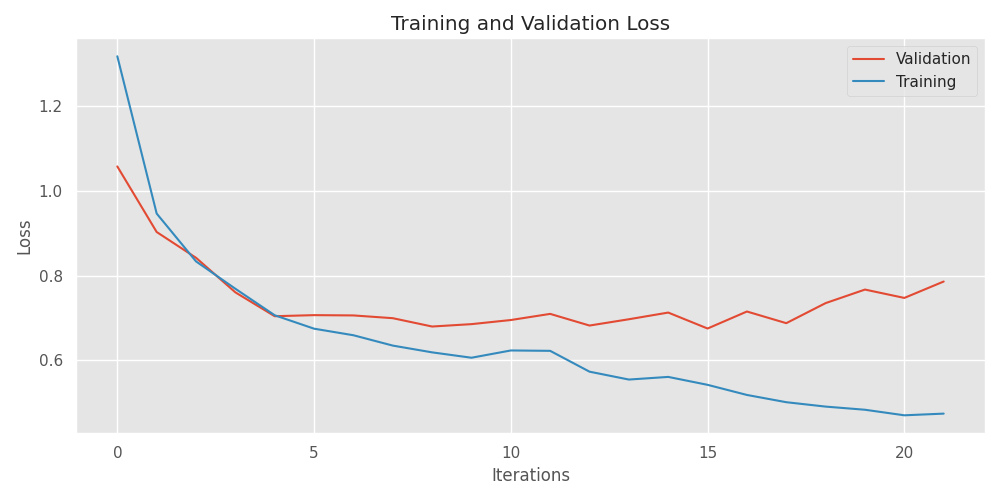 Training and Validation Loss
Validation
Training
1.2
1.0
0.8
0.6
Loss
0
5
10
15
20
Iterations